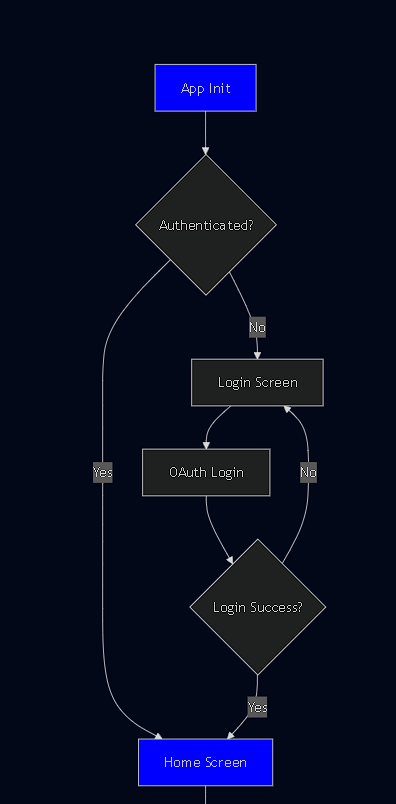 App Init
Authenticated?
No
Login Screen
Yes
OAuth Login
No
Login Success?
Yes
Home Screen